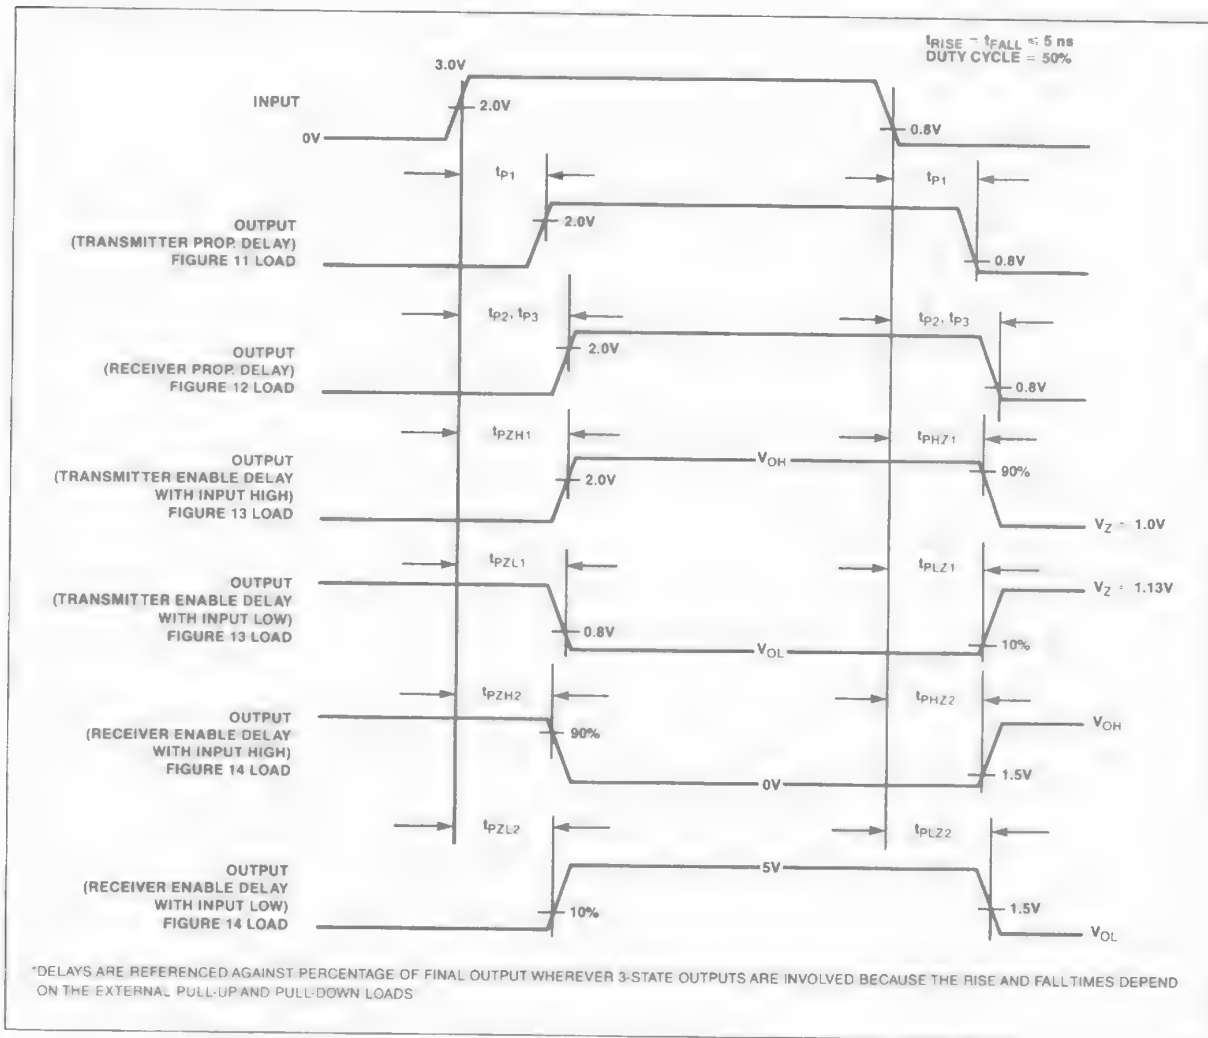 tRISE = tFALL ≤ 5 ns
DUTY CYCLE = 50%
3.0V
INPUT
2.0V
0V
0.8V
tP1
tP1
OUTPUT
(TRANSMITTER PROP. DELAY)
FIGURE 11 LOAD
2.0V
0.8V
tP2, tP3
tP2, tP3
OUTPUT
(RECEIVER PROP. DELAY)
FIGURE 12 LOAD
2.0V
0.8V
tPZH1
tPHZ1
OUTPUT
(TRANSMITTER ENABLE DELAY
WITH INPUT HIGH)
FIGURE 13 LOAD
VOH
2.0V
90%
VZ = 1.0V
tPZL1
tPLZ1
OUTPUT
(TRANSMITTER ENABLE DELAY
WITH INPUT LOW)
FIGURE 13 LOAD
VZ = 1.13V
0.8V
VOL
10%
tPZH2
tPHZ2
OUTPUT
(RECEIVER ENABLE DELAY
WITH INPUT HIGH)
FIGURE 14 LOAD
90%
VOH
0V
1.5V
tPZL2
tPLZ2
OUTPUT
(RECEIVER ENABLE DELAY
WITH INPUT LOW)
FIGURE 14 LOAD
5V
10%
1.5V
VOL
*DELAYS ARE REFERENCED AGAINST PERCENTAGE OF FINAL OUTPUT WHEREVER 3-STATE OUTPUTS ARE INVOLVED BECAUSE THE RISE AND FALL TIMES DEPEND
ON THE EXTERNAL PULL-UP AND PULL-DOWN LOADS